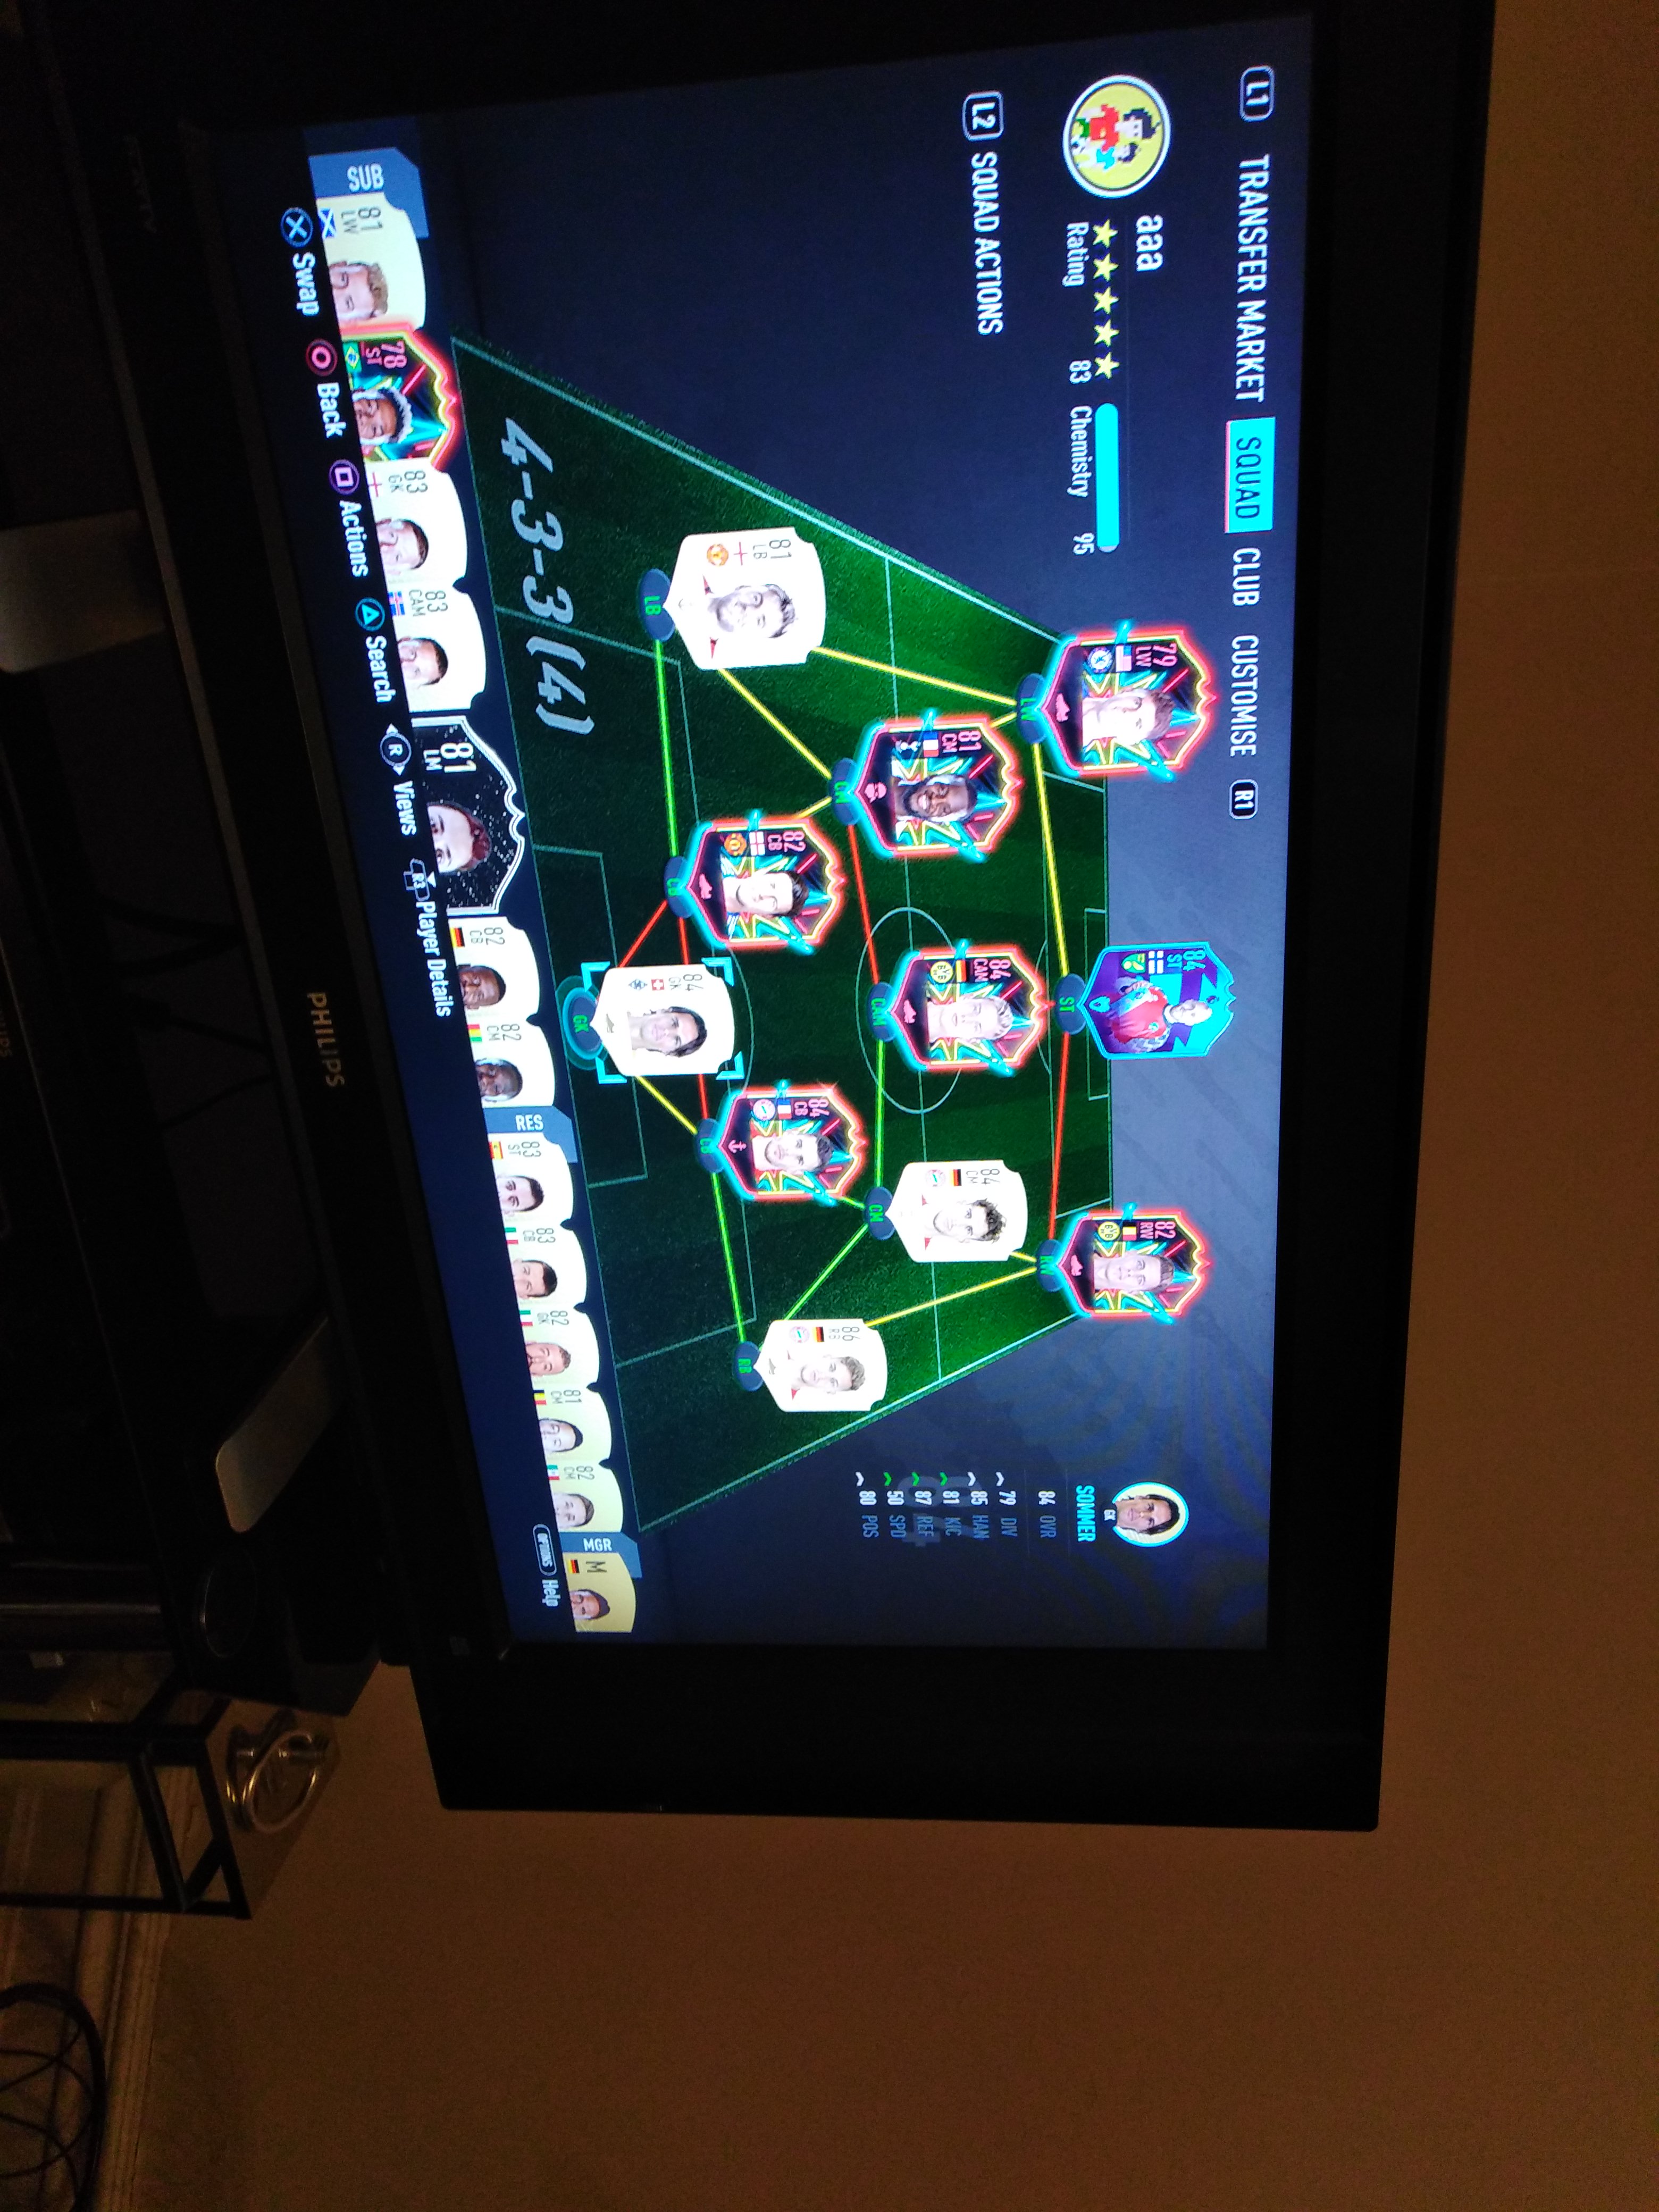 L1 TRANSFER MARKET SQUAD CLUB CUSTOMISE R1
aaa
Rating 83 Chemistry 95
L2 SQUAD ACTIONS
79
LW
84
ST
82
RW
LW
ST
RW
81
CM
84
CAM
84
CM
CM
CAM
CM
81
LB
82
CB
84
CB
86
RB
LB
CB
CB
RB
84
GK
GK
SOMMER
GK
84 OVR
79 DIV
85 HAN
81 KIC
87 REF
50 SPD
80 POS
4-3-3(4)
SUB
81
LW
78
ST
83
GK
83
CAM
81
LM
82
CB
82
CM
RES
83
ST
83
CB
82
GK
81
CM
82
CM
MGR
M
Swap Back Actions Search R Views R3 Player Details OPTIONS Help
PHILIPS